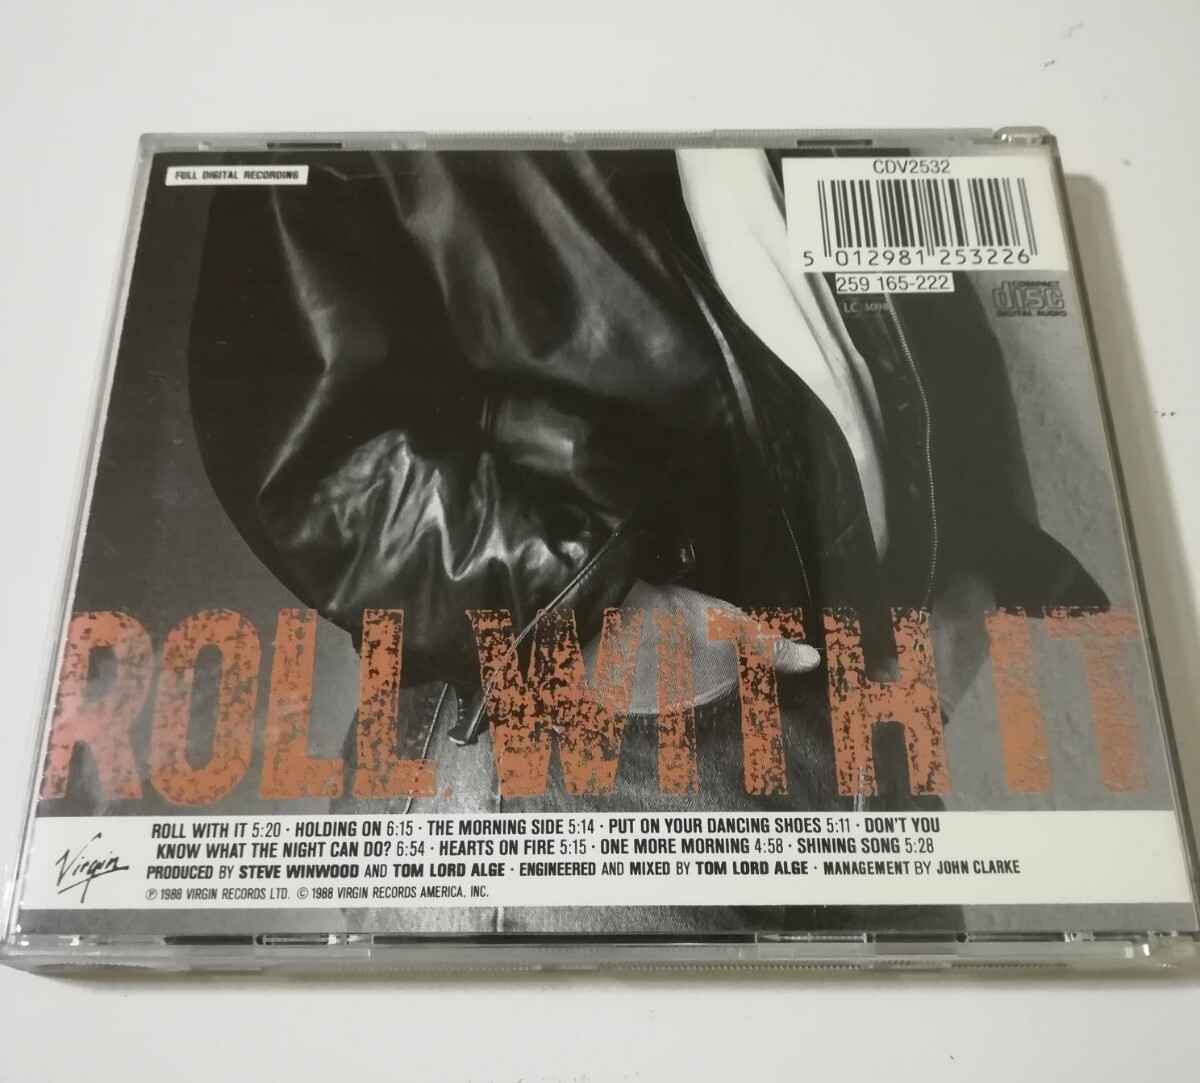 FULL DIGITAL RECORDING
CDV2532
5 012981 253226
259 165-222
LC 3098
COMPACT
disc
DIGITAL AUDIO
ROLL WITH IT
ROLL WITH IT 5:20 · HOLDING ON 6:15 · THE MORNING SIDE 5:14 · PUT ON YOUR DANCING SHOES 5:11 · DON'T YOU
KNOW WHAT THE NIGHT CAN DO? 6:54 · HEARTS ON FIRE 5:15 · ONE MORE MORNING 4:58 · SHINING SONG 5:28
Virgin
PRODUCED BY STEVE WINWOOD AND TOM LORD ALGE · ENGINEERED AND MIXED BY TOM LORD ALGE · MANAGEMENT BY JOHN CLARKE
℗ 1988 VIRGIN RECORDS LTD. © 1988 VIRGIN RECORDS AMERICA, INC.